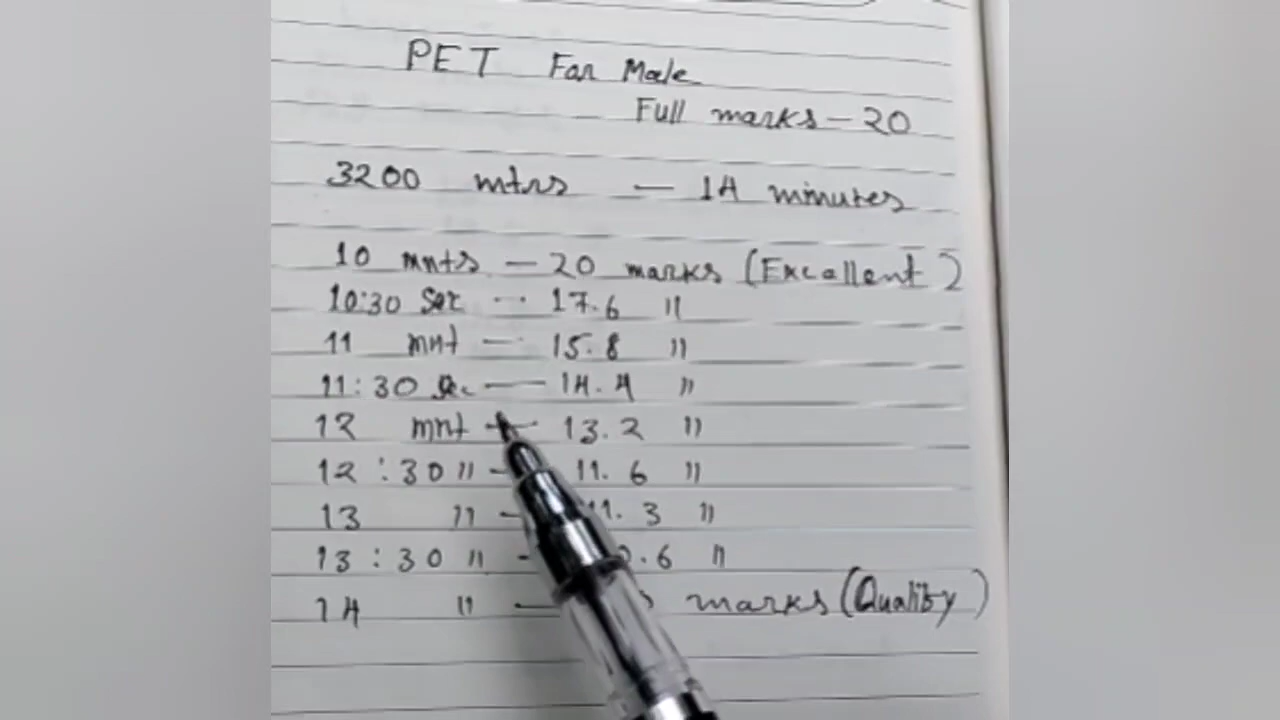 PET For Male
Full marks - 20
3200 mtrs — 14 minutes
10 mnts — 20 marks (Excellent)
10:30 Sec -- 17.6 "
11 mnt — 15.8 "
11:30 Sec — 14.4 "
12 mnt — 13.2 "
12:30 " - 11.6 "
13 " - 11.3 "
13:30 " - 0.6 "
14 " — marks (Quality)